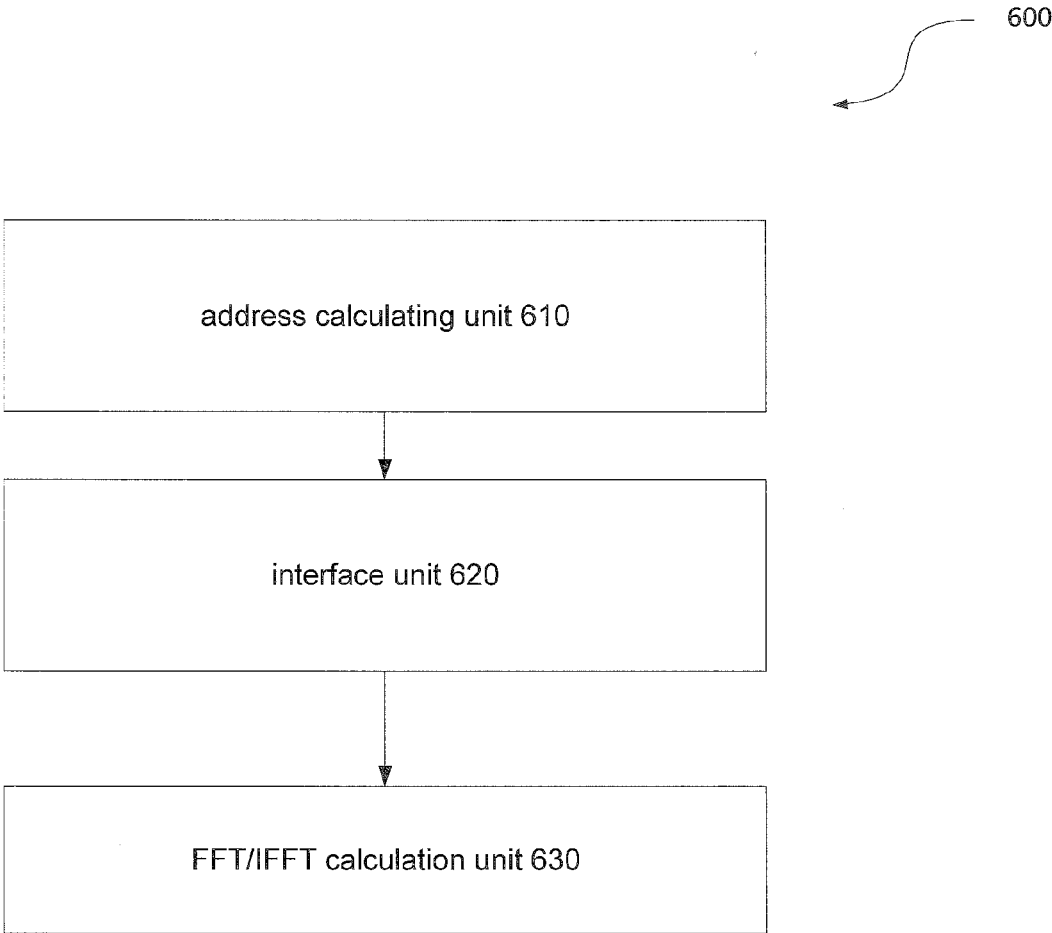 600
address calculating unit 610
interface unit 620
FFT/IFFT calculation unit 630